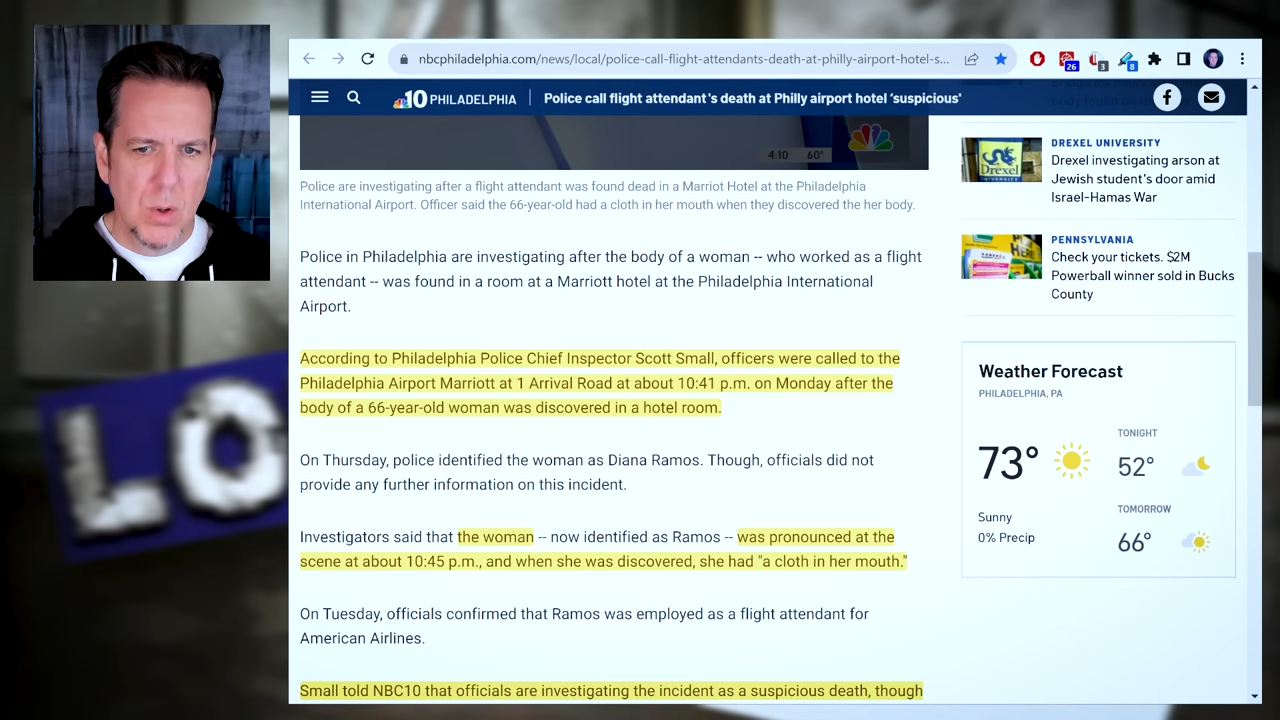 nbcphiladelphia.com/news/local/police-call-flight-attendants-death-at-philly-airport-hotel-s...
26
3
8
10 PHILADELPHIA
Police call flight attendant's death at Philly airport hotel 'suspicious'
4:10 60°
Police are investigating after a flight attendant was found dead in a Marriot Hotel at the Philadelphia
International Airport. Officer said the 66-year-old had a cloth in her mouth when they discovered the her body.
Police in Philadelphia are investigating after the body of a woman -- who worked as a flight
attendant -- was found in a room at a Marriott hotel at the Philadelphia International
Airport.
According to Philadelphia Police Chief Inspector Scott Small, officers were called to the
Philadelphia Airport Marriott at 1 Arrival Road at about 10:41 p.m. on Monday after the
body of a 66-year-old woman was discovered in a hotel room.
On Thursday, police identified the woman as Diana Ramos. Though, officials did not
provide any further information on this incident.
Investigators said that the woman -- now identified as Ramos -- was pronounced at the
scene at about 10:45 p.m., and when she was discovered, she had "a cloth in her mouth."
On Tuesday, officials confirmed that Ramos was employed as a flight attendant for
American Airlines.
Small told NBC10 that officials are investigating the incident as a suspicious death, though
DREXEL UNIVERSITY
Drexel investigating arson at
Jewish student's door amid
Israel-Hamas War
Drexel
PENNSYLVANIA
Check your tickets. $2M
Powerball winner sold in Bucks
County
Weather Forecast
PHILADELPHIA, PA
73°
Sunny
0% Precip
TONIGHT
52°
TOMORROW
66°
LO